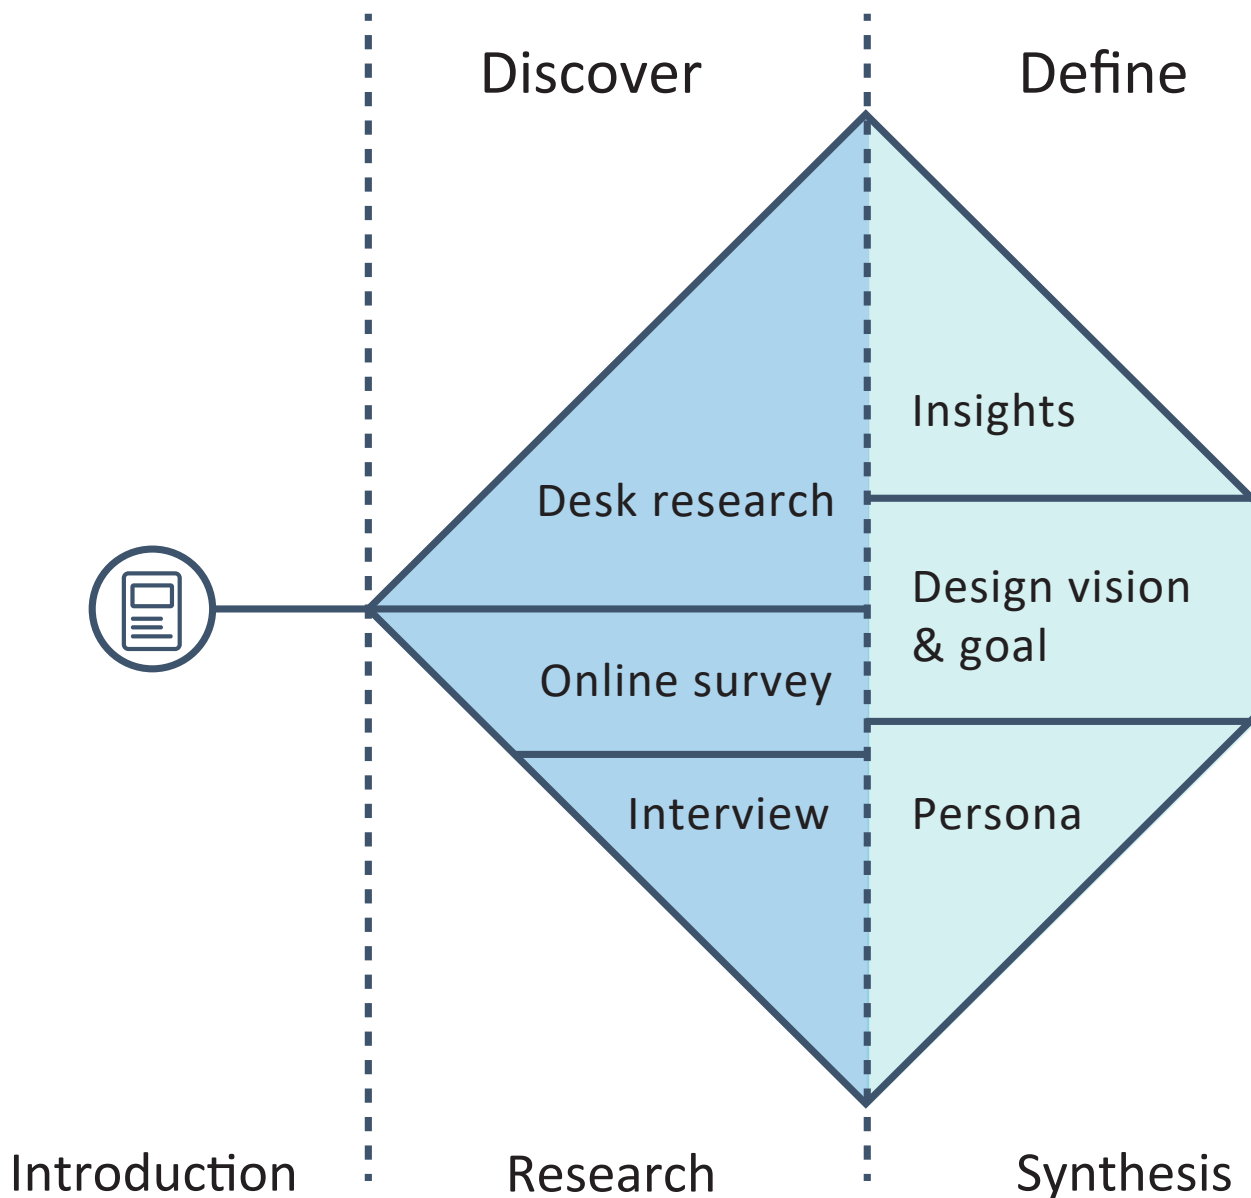 Discover
Define
Insights
Desk research
Design vision
& goal
Online survey
Interview
Persona
Introduction
Research
Synthesis